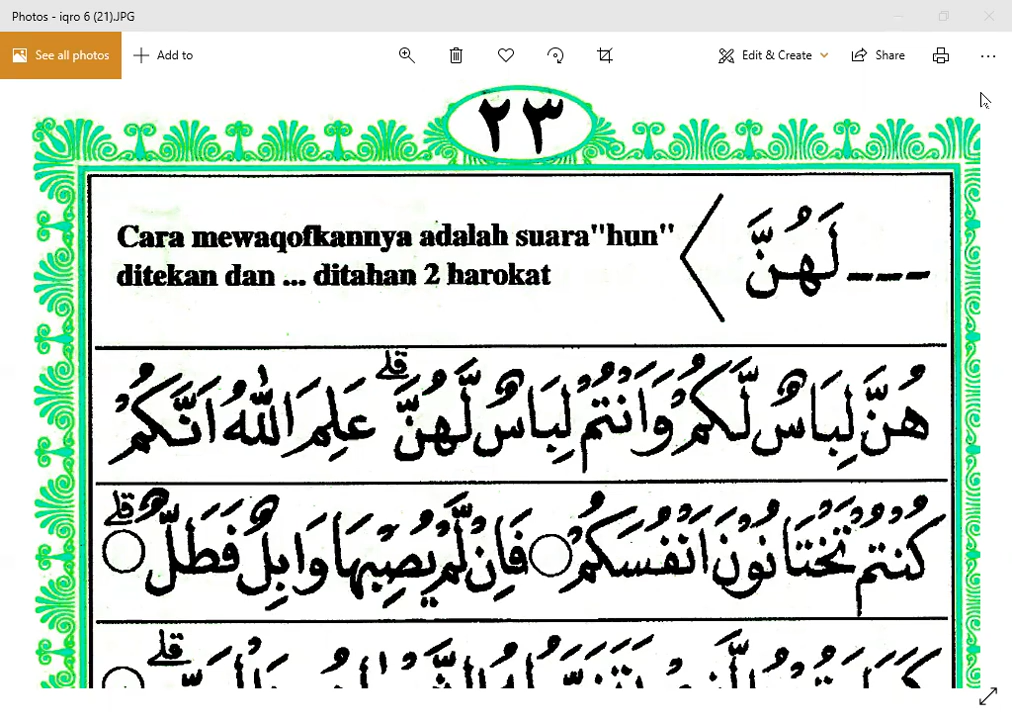 Photos - iqro 6 (21).JPG
See all photos
Add to
Edit & Create
Share
٢٣
--- لَهُنَّ
Cara mewaqofkannya adalah suara"hun"
ditekan dan ... ditahan 2 harokat
هُنَّ لِبَاسٌ لَّكُمْ وَاَنْتُمْ لِبَاسٌ لَّهُنَّ ۗ عَلِمَ اللّٰهُ اَنَّكُمْ
كُنْتُمْ تَخْتَانُوْنَ اَنْفُسَكُمْ ○ فَاِنْ لَّمْ يُصِبْهَا وَابِلٌ فَطَلٌّ ۗ ○